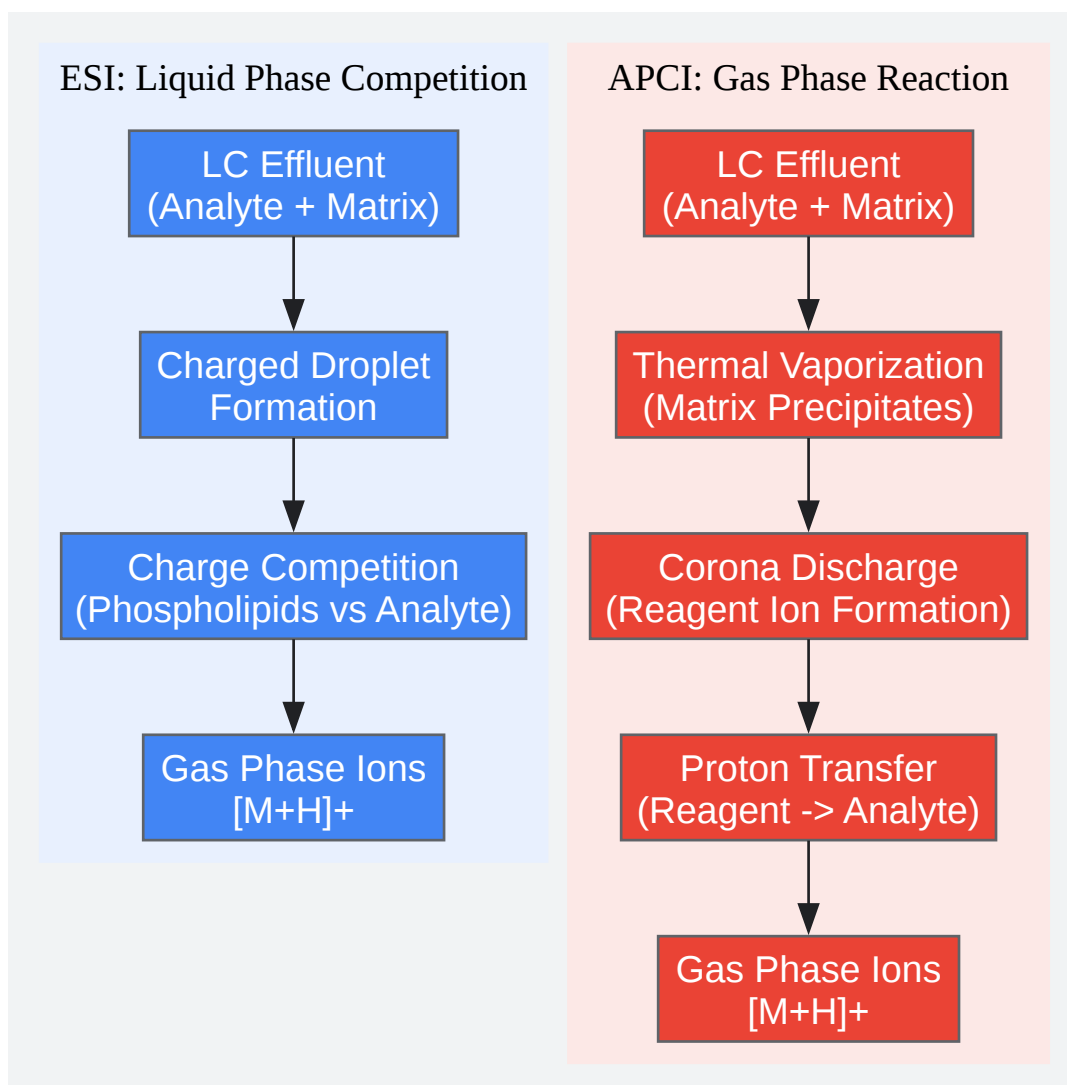 ESI: Liquid Phase Competition
LC Effluent
(Analyte + Matrix)
Charged Droplet
Formation
Charge Competition
(Phospholipids vs Analyte)
Gas Phase Ions
[M+H]+
APCI: Gas Phase Reaction
LC Effluent
(Analyte + Matrix)
Thermal Vaporization
(Matrix Precipitates)
Corona Discharge
(Reagent Ion Formation)
Proton Transfer
(Reagent -> Analyte)
Gas Phase Ions
[M+H]+